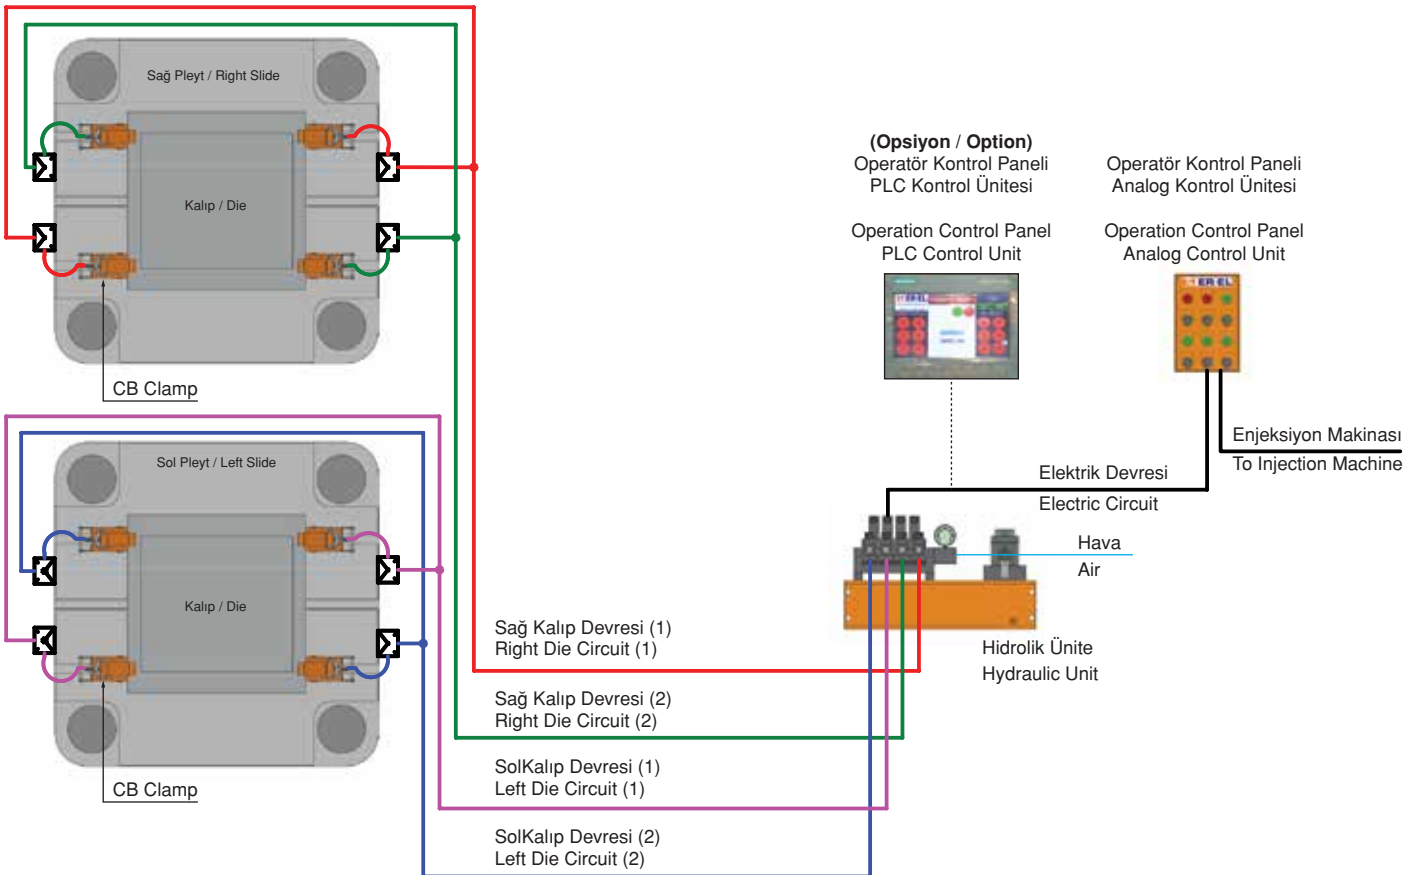 Sağ Pleyt / Right Slide
Kalıp / Die
CB Clamp
Sol Pleyt / Left Slide
Kalıp / Die
CB Clamp
(Opsiyon / Option)
Operatör Kontrol Paneli
PLC Kontrol Ünitesi
Operation Control Panel
PLC Control Unit
Operatör Kontrol Paneli
Analog Kontrol Ünitesi
Operation Control Panel
Analog Control Unit
ER-EL
ER-EL
Enjeksiyon Makinası
To Injection Machine
Elektrik Devresi
Electric Circuit
Hava
Air
Hidrolik Ünite
Hydraulic Unit
Sağ Kalıp Devresi (1)
Right Die Circuit (1)
Sağ Kalıp Devresi (2)
Right Die Circuit (2)
SolKalıp Devresi (1)
Left Die Circuit (1)
SolKalıp Devresi (2)
Left Die Circuit (2)